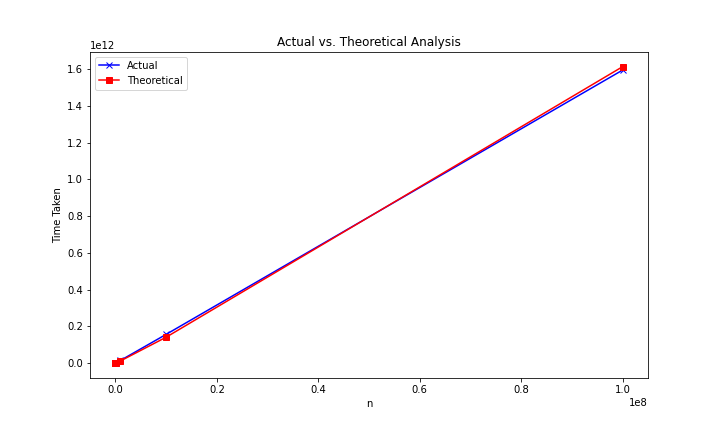 Actual vs. Theoretical Analysis
1e12
Actual
Theoretical
1.6
1.4
1.2
1.0
0.8
0.6
0.4
0.2
0.0
Time Taken
0.0 0.2 0.4 0.6 0.8 1.0
1e8
n